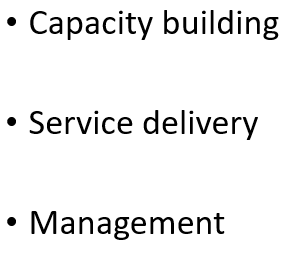 • Capacity building
• Service delivery
• Management